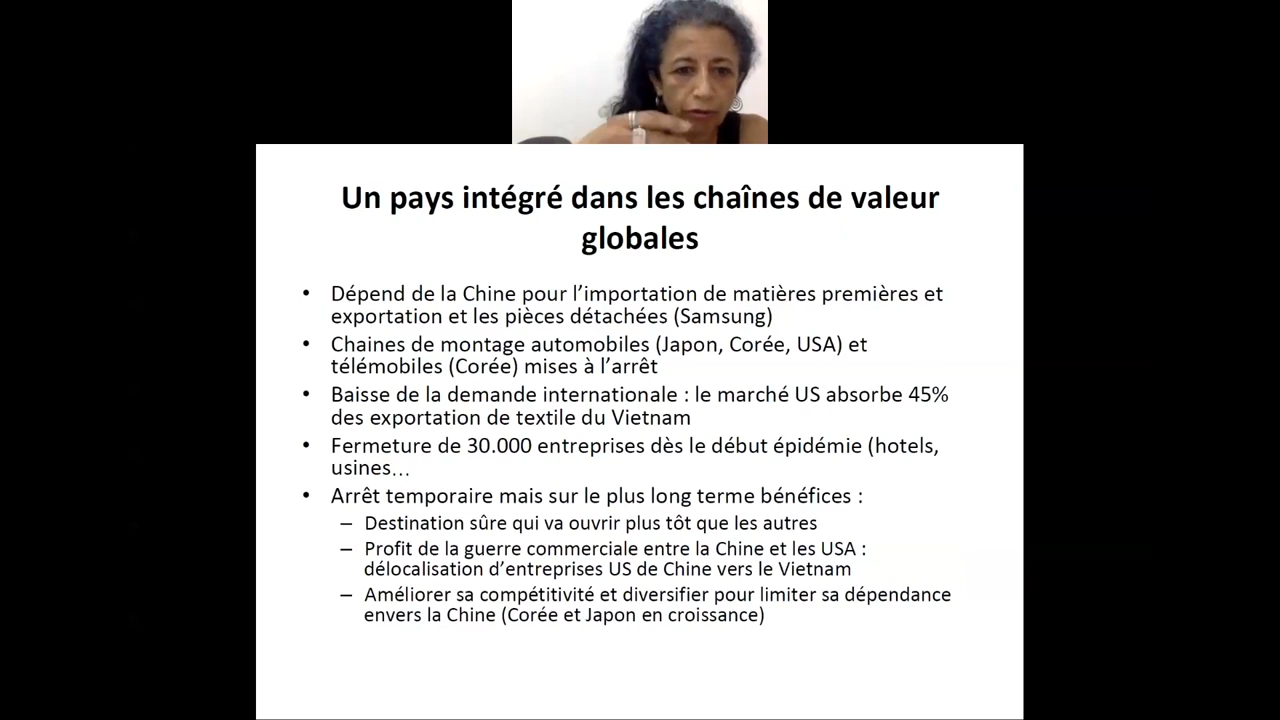 Un pays intégré dans les chaînes de valeur
globales
• Dépend de la Chine pour l’importation de matières premières et
exportation et les pièces détachées (Samsung)
• Chaines de montage automobiles (Japon, Corée, USA) et
télémobiles (Corée) mises à l’arrêt
• Baisse de la demande internationale : le marché US absorbe 45%
des exportation de textile du Vietnam
• Fermeture de 30.000 entreprises dès le début épidémie (hotels,
usines…
• Arrêt temporaire mais sur le plus long terme bénéfices :
– Destination sûre qui va ouvrir plus tôt que les autres
– Profit de la guerre commerciale entre la Chine et les USA :
délocalisation d’entreprises US de Chine vers le Vietnam
– Améliorer sa compétitivité et diversifier pour limiter sa dépendance
envers la Chine (Corée et Japon en croissance)